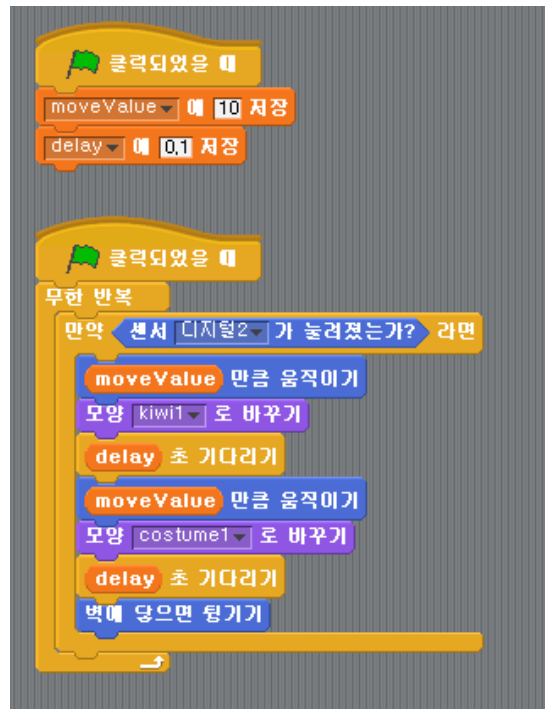 클릭되었을 때
moveValue 에 10 저장
delay 에 0.1 저장
클릭되었을 때
무한 반복
만약 센서 디지털2 가 눌려졌는가? 라면
moveValue 만큼 움직이기
모양 kiwi1 로 바꾸기
delay 초 기다리기
moveValue 만큼 움직이기
모양 costume1 로 바꾸기
delay 초 기다리기
벽에 닿으면 튕기기